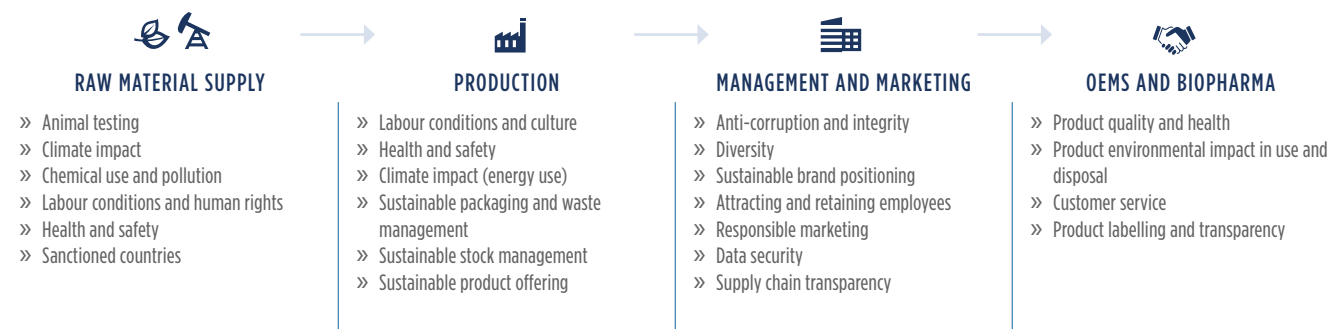 RAW MATERIAL SUPPLY
» Animal testing
» Climate impact
» Chemical use and pollution
» Labour conditions and human rights
» Health and safety
» Sanctioned countries
PRODUCTION
» Labour conditions and culture
» Health and safety
» Climate impact (energy use)
» Sustainable packaging and waste
management
» Sustainable stock management
» Sustainable product offering
MANAGEMENT AND MARKETING
» Anti-corruption and integrity
» Diversity
» Sustainable brand positioning
» Attracting and retaining employees
» Responsible marketing
» Data security
» Supply chain transparency
OEMS AND BIOPHARMA
» Product quality and health
» Product environmental impact in use and
disposal
» Customer service
» Product labelling and transparency